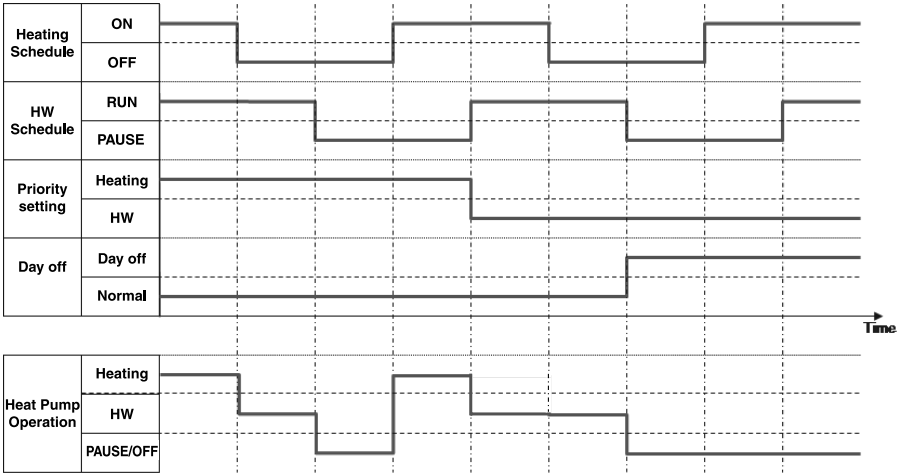 Heating
Schedule
ON
OFF
HW
Schedule
RUN
PAUSE
Priority
setting
Heating
HW
Day off
Day off
Normal
Time
Heat Pump
Operation
Heating
HW
PAUSE/OFF